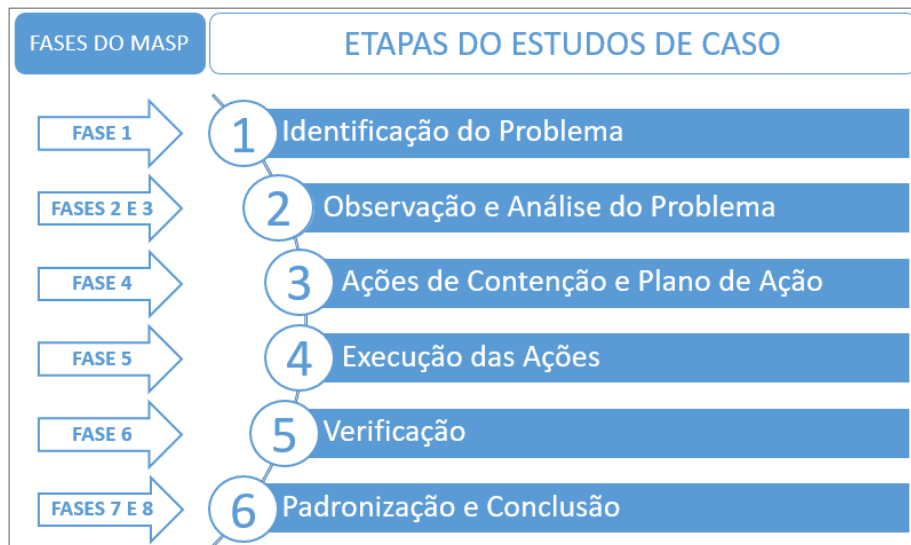 FASES DO MASP
ETAPAS DO ESTUDOS DE CASO
FASE 1
1
Identificação do Problema
FASES 2 E 3
2
Observação e Análise do Problema
FASE 4
3
Ações de Contenção e Plano de Ação
FASE 5
4
Execução das Ações
FASE 6
5
Verificação
FASES 7 E 8
6
Padronização e Conclusão